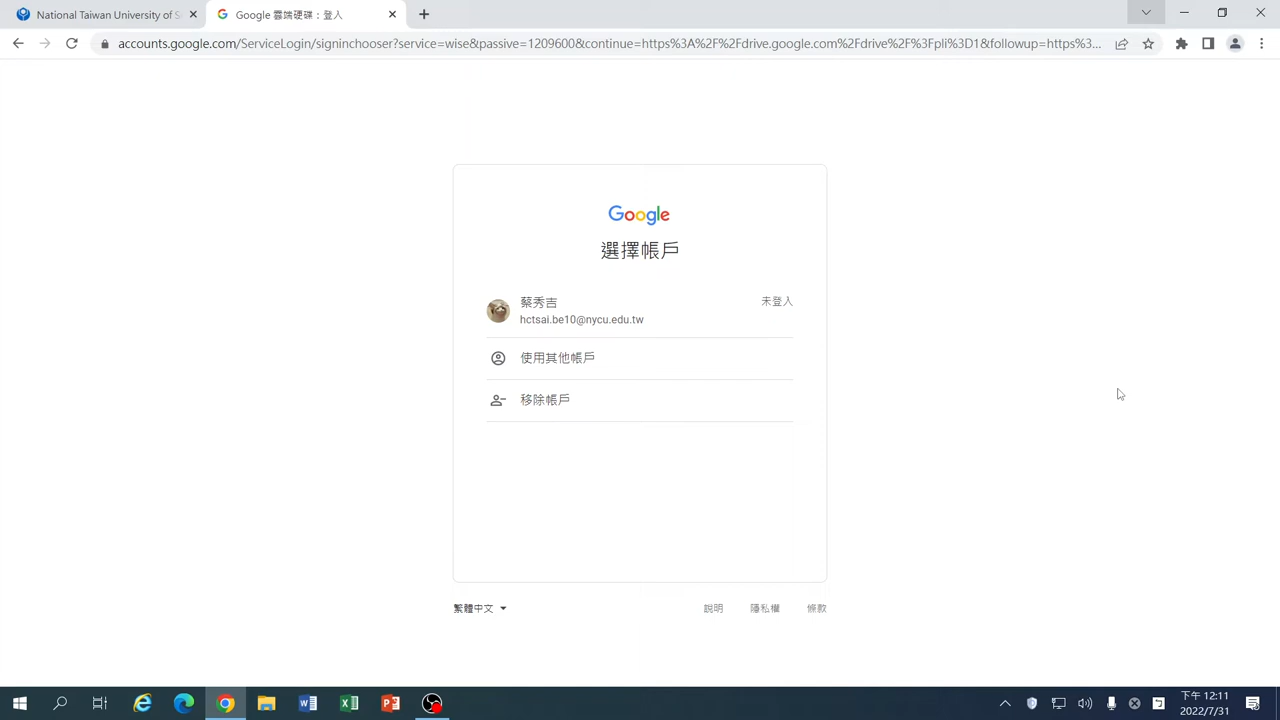 National Taiwan University of S
Google 雲端硬碟：登入
accounts.google.com/ServiceLogin/signinchooser?service=wise&passive=1209600&continue=https%3A%2F%2Fdrive.google.com%2Fdrive%2F%3Fpli%3D1&followup=https%3...
Google
選擇帳戶
蔡秀吉
未登入
hctsai.be10@nycu.edu.tw
使用其他帳戶
移除帳戶
繁體中文
說明
隱私權
條款
下午 12:11
2022/7/31